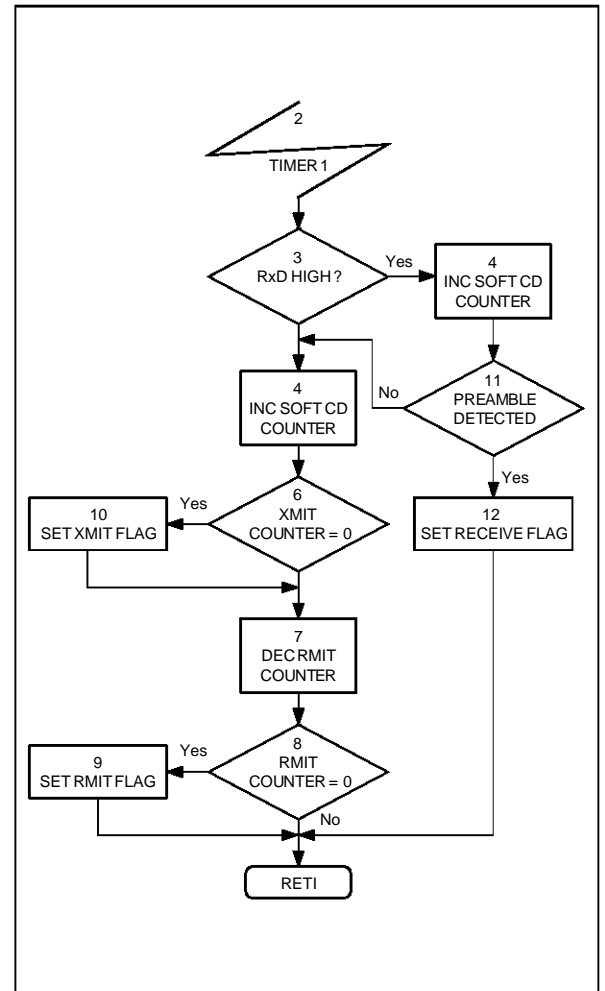 2
TIMER 1
3
RxD HIGH ?
Yes
4
INC SOFT CD
COUNTER
11
PREAMBLE
DETECTED
No
Yes
12
SET RECEIVE FLAG
4
INC SOFT CD
COUNTER
6
XMIT
COUNTER = 0
Yes
10
SET XMIT FLAG
7
DEC RMIT
COUNTER
8
RMIT
COUNTER = 0
Yes
9
SET RMIT FLAG
No
RETI